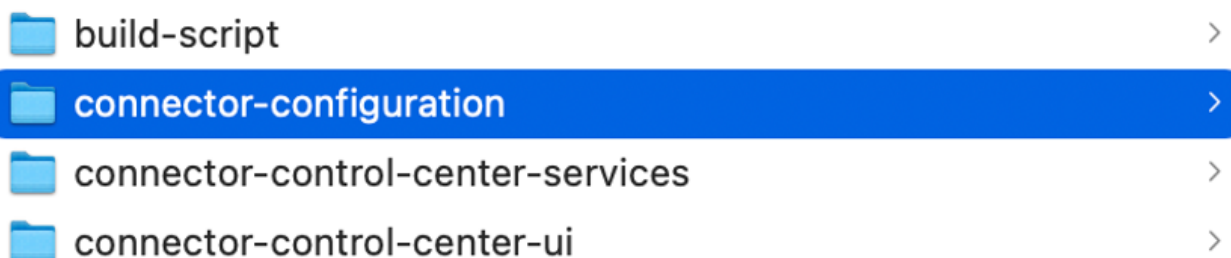 build-script
connector-configuration
connector-control-center-services
connector-control-center-ui